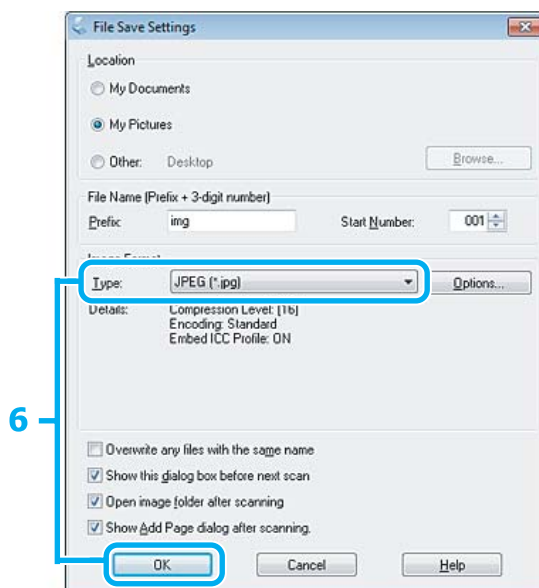 File Save Settings
Location
My Documents
My Pictures
Other: Desktop Browse...
File Name (Prefix + 3-digit number)
Prefix: img Start Number: 001
Image Format
Type: JPEG (*.jpg) Options...
Details: Compression Level: [16]
Encoding: Standard
Embed ICC Profile: ON
6
Overwrite any files with the same name
Show this dialog box before next scan
Open image folder after scanning
Show Add Page dialog after scanning.
OK Cancel Help